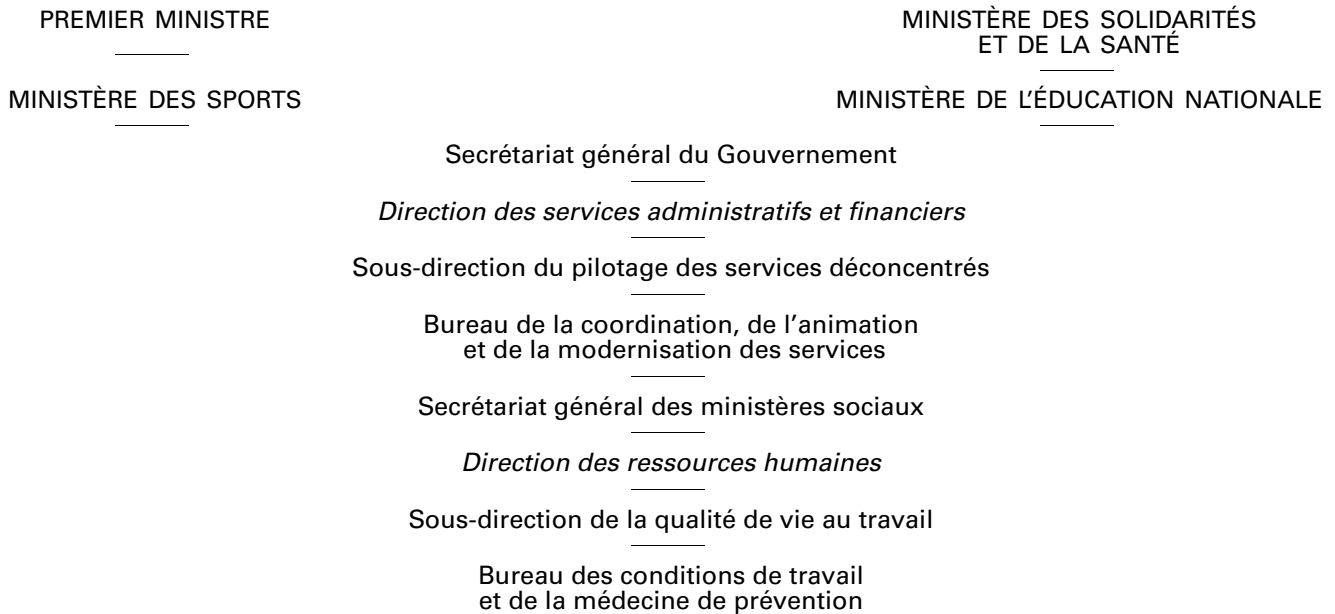 PREMIER MINISTRE
MINISTÈRE DES SOLIDARITÉS
ET DE LA SANTÉ
MINISTÈRE DES SPORTS
MINISTÈRE DE L’ÉDUCATION NATIONALE
Secrétariat général du Gouvernement
Direction des services administratifs et financiers
Sous-direction du pilotage des services déconcentrés
Bureau de la coordination, de l’animation
et de la modernisation des services
Secrétariat général des ministères sociaux
Direction des ressources humaines
Sous-direction de la qualité de vie au travail
Bureau des conditions de travail
et de la médecine de prévention